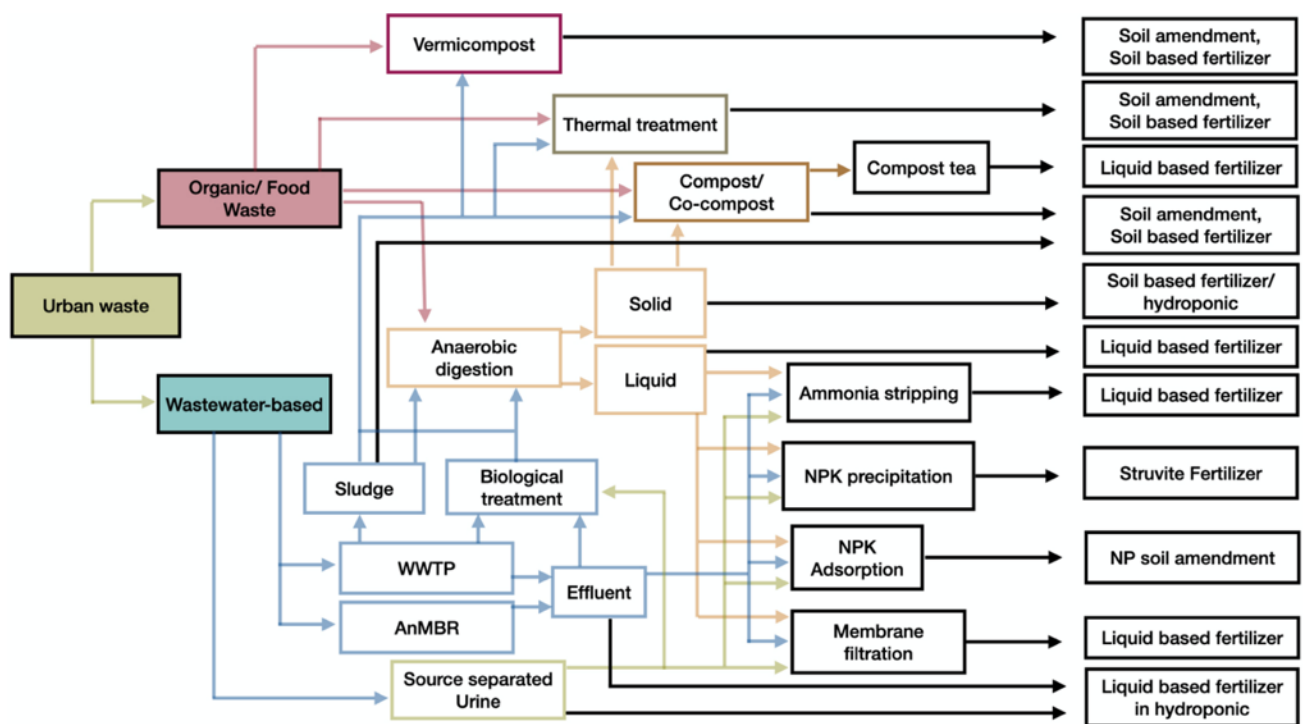 Vermicompost
Soil amendment,
Soil based fertilizer
Thermal treatment
Soil amendment,
Soil based fertilizer
Compost tea
Liquid based fertilizer
Organic/ Food
Waste
Compost/
Co-compost
Soil amendment,
Soil based fertilizer
Urban waste
Solid
Soil based fertilizer/
hydroponic
Anaerobic
digestion
Liquid
Liquid based fertilizer
Wastewater-based
Ammonia stripping
Liquid based fertilizer
Sludge
Biological
treatment
NPK precipitation
Struvite Fertilizer
WWTP
Effluent
NPK
Adsorption
NP soil amendment
AnMBR
Membrane
filtration
Liquid based fertilizer
Source separated
Urine
Liquid based fertilizer
in hydroponic